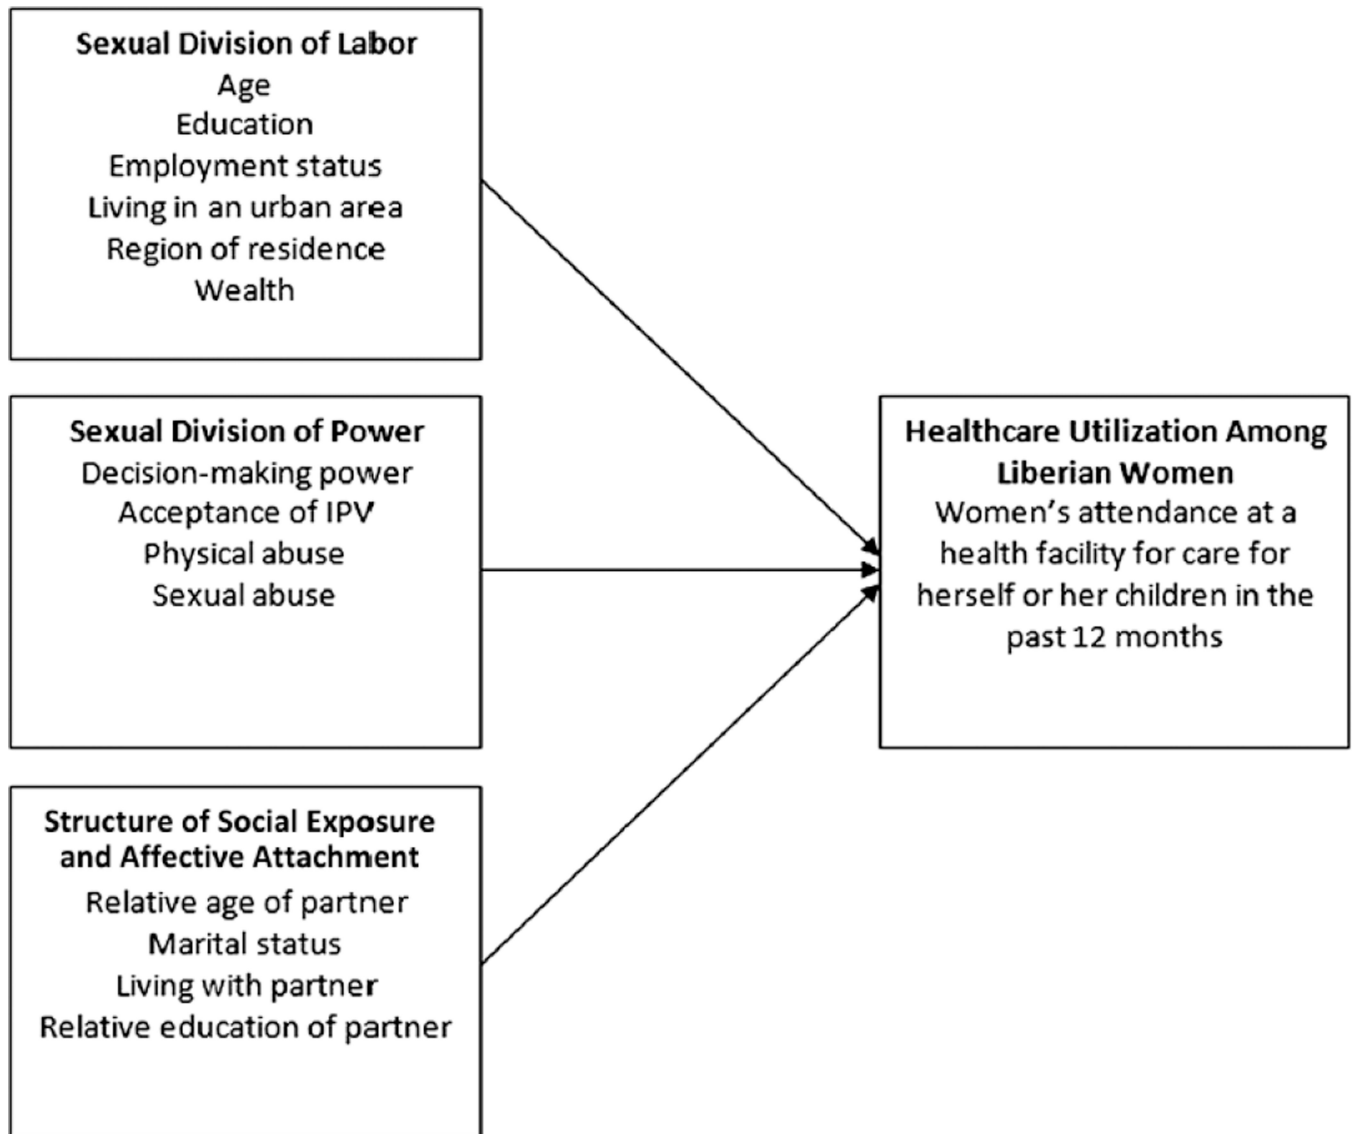 Sexual Division of Labor
Age
Education
Employment status
Living in an urban area
Region of residence
Wealth
Sexual Division of Power
Decision-making power
Acceptance of IPV
Physical abuse
Sexual abuse
Structure of Social Exposure
and Affective Attachment
Relative age of partner
Marital status
Living with partner
Relative education of partner
Healthcare Utilization Among
Liberian Women
Women’s attendance at a
health facility for care for
herself or her children in the
past 12 months